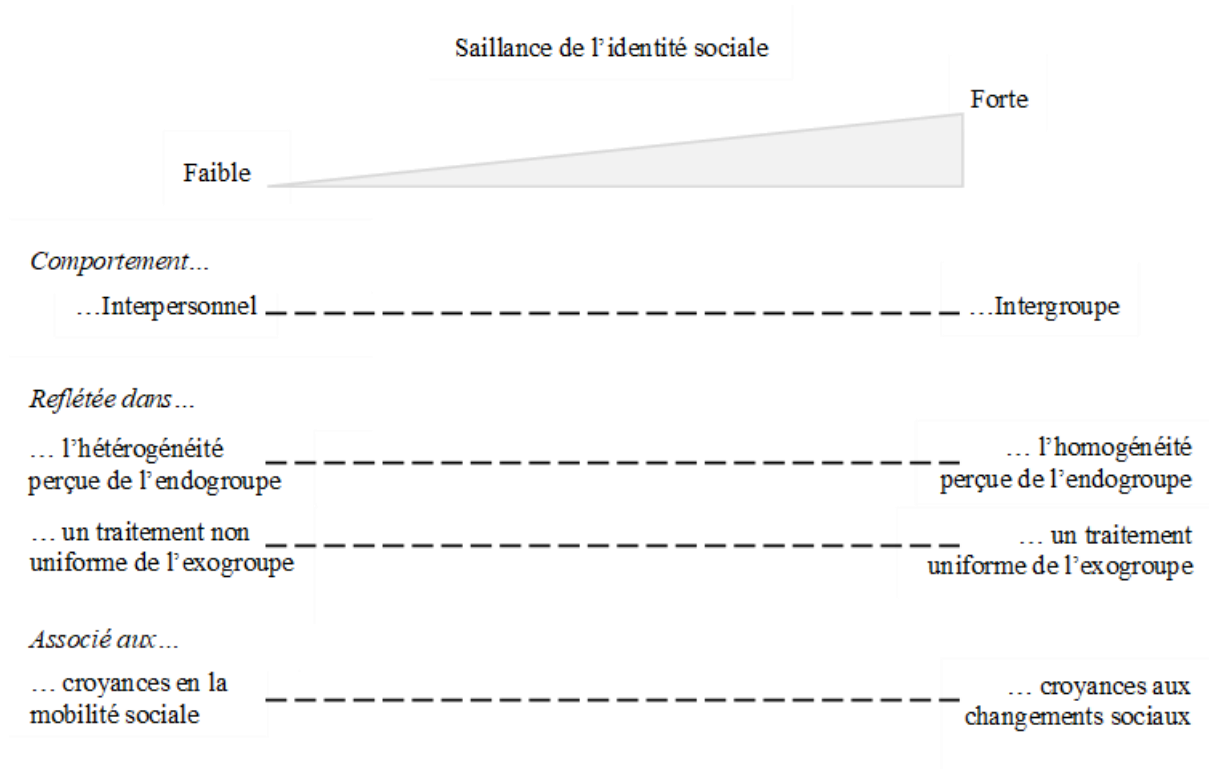 Saillance de l'identité sociale
Forte
Faible
Comportement…
…Interpersonnel
…Intergroupe
Reflétée dans…
… l'hétérogénéité
perçue de l'endogroupe
… l'homogénéité
perçue de l'endogroupe
… un traitement non
uniforme de l'exogroupe
… un traitement
uniforme de l'exogroupe
Associé aux…
… croyances en la
mobilité sociale
… croyances aux
changements sociaux